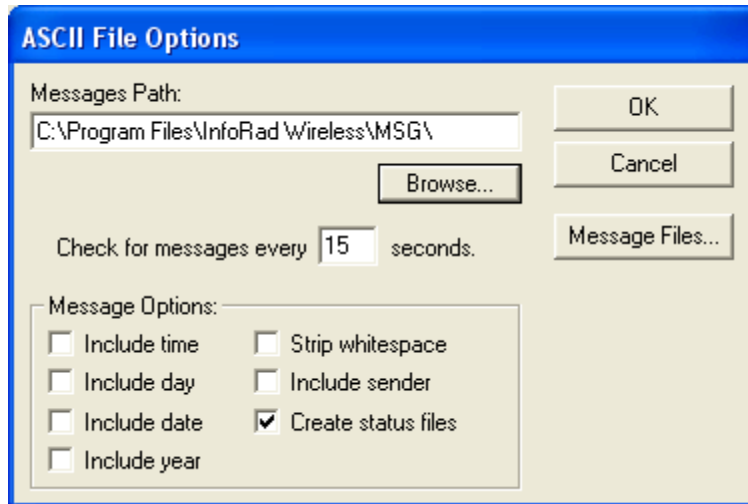 ASCII File Options
Messages Path:
C:\Program Files\InfoRad Wireless\MSG\
Browse...
Check for messages every 15 seconds.
OK
Cancel
Message Files...
Message Options:
Include time
Strip whitespace
Include day
Include sender
Include date
Create status files
Include year